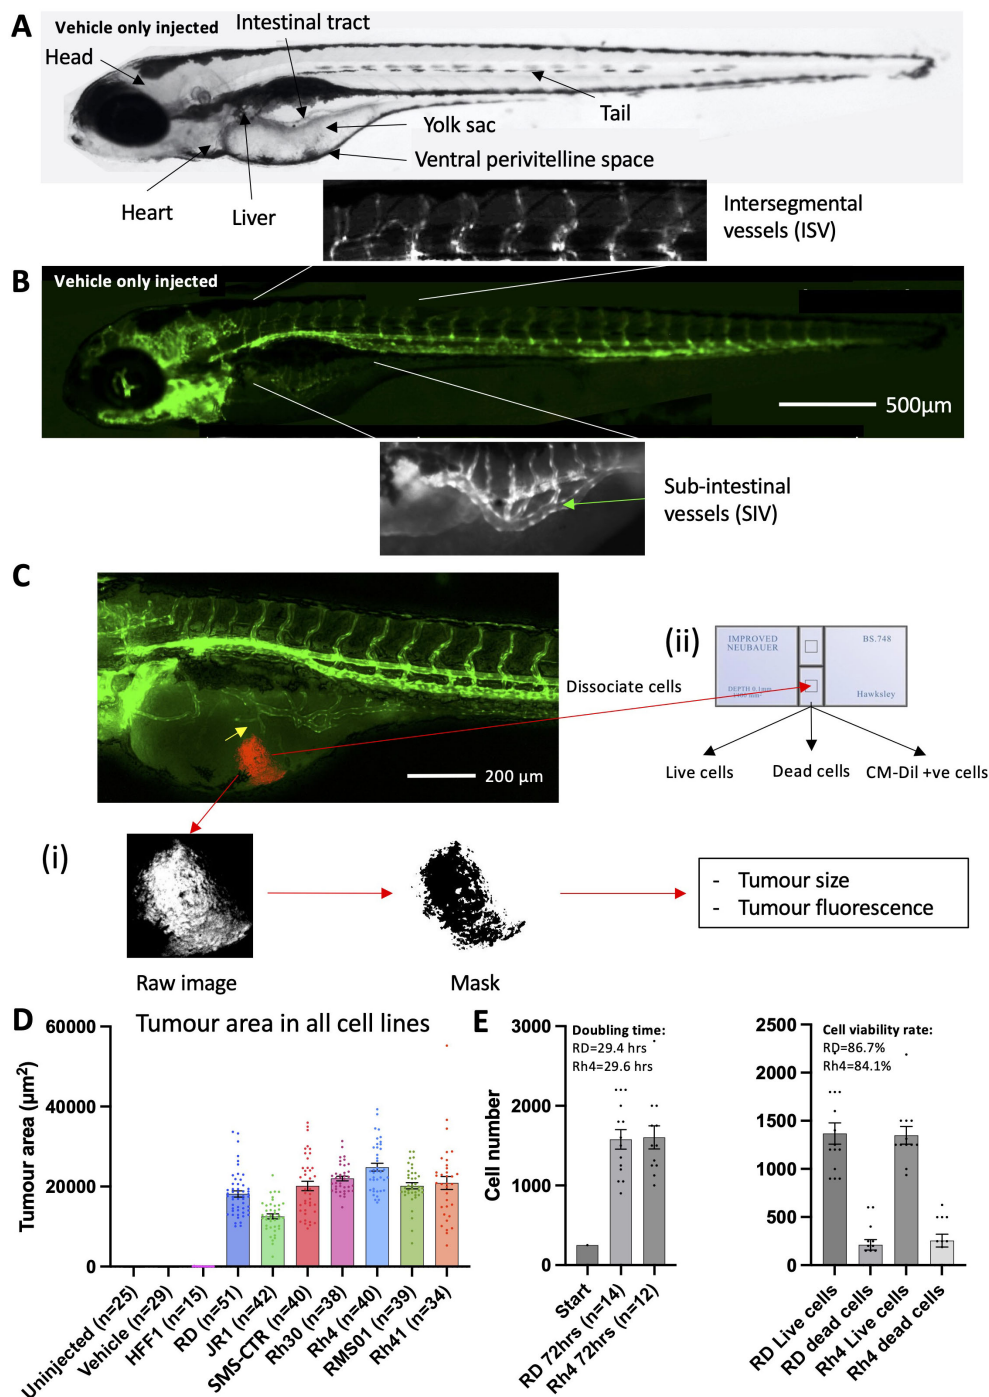 A
Vehicle only injected
Intestinal tract
Head
Tail
Yolk sac
Ventral perivitelline space
Heart
Liver
Intersegmental
vessels (ISV)
B
Vehicle only injected
500µm
Sub-intestinal
vessels (SIV)
C
200 µm
(ii)
IMPROVED
NEUBAUER
BS.748
DEPTH 0.1mm
Hawksley
Dissociate cells
Live cells
Dead cells
CM-Dil +ve cells
(i)
Raw image
Mask
- Tumour size
- Tumour fluorescence
D
Tumour area in all cell lines
Tumour area (µm²)
60000
40000
20000
0
Uninjected (n=25)
Vehicle (n=29)
HFF1 (n=15)
RD (n=51)
JR1 (n=42)
SMS-CTR (n=40)
Rh30 (n=38)
Rh4 (n=40)
RMS01 (n=39)
Rh41 (n=34)
E
Doubling time:
RD=29.4 hrs
Rh4=29.6 hrs
Cell number
3000
2000
1000
0
Start
RD 72hrs (n=14)
Rh4 72hrs (n=12)
Cell viability rate:
RD=86.7%
Rh4=84.1%
2500
2000
1500
1000
500
0
RD Live cells
RD dead cells
Rh4 Live cells
Rh4 dead cells